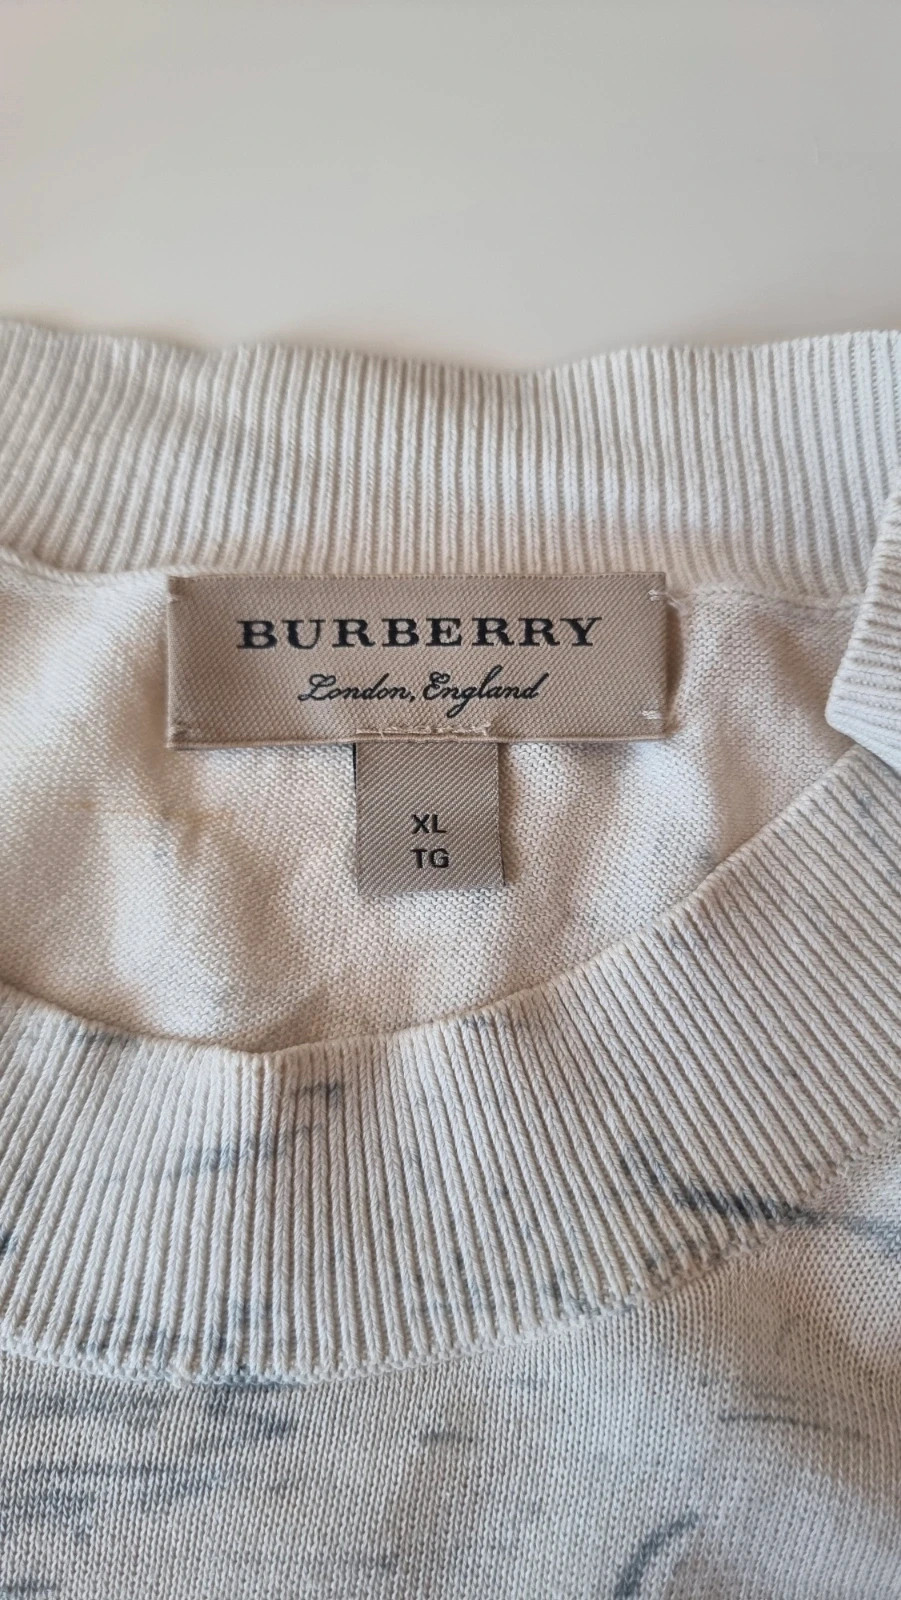 BURBERRY
London, England
XL
TG